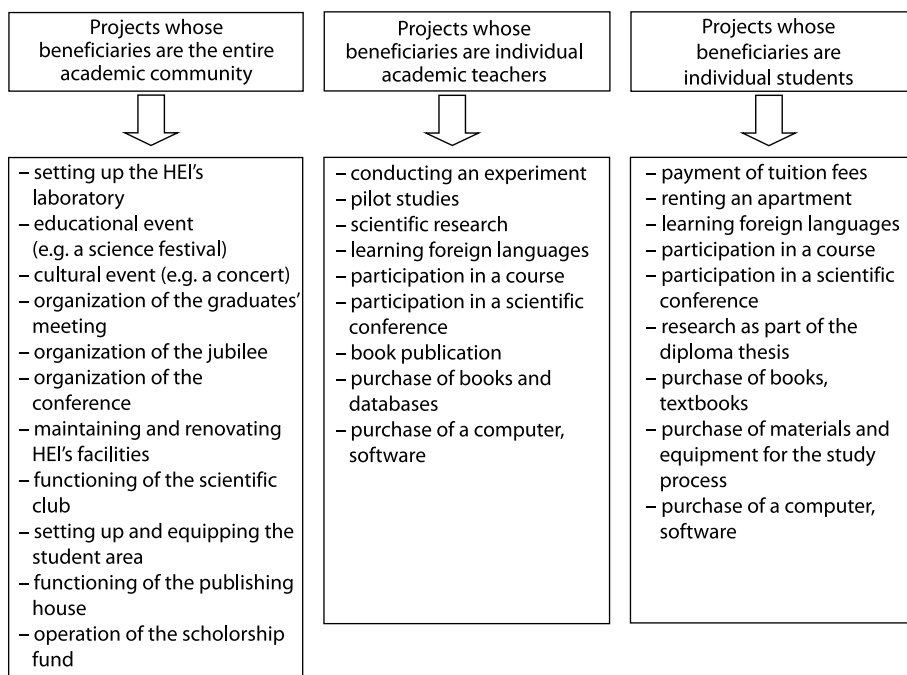 Projects whose
beneficiaries are the entire
academic community
– setting up the HEI’s
laboratory
– educational event
(e.g. a science festival)
– cultural event (e.g. a concert)
– organization of the graduates’
meeting
– organization of the jubilee
– organization of the
conference
– maintaining and renovating
HEI’s facilities
– functioning of the scientific
club
– setting up and equipping the
student area
– functioning of the publishing
house
– operation of the scholorship
fund
Projects whose
beneficiaries are individual
academic teachers
– conducting an experiment
– pilot studies
– scientific research
– learning foreign languages
– participation in a course
– participation in a scientific
conference
– book publication
– purchase of books and
databases
– purchase of a computer,
software
Projects whose
beneficiaries are
individual students
– payment of tuition fees
– renting an apartment
– learning foreign languages
– participation in a course
– participation in a scientific
conference
– research as part of the
diploma thesis
– purchase of books,
textbooks
– purchase of materials and
equipment for the study
process
– purchase of a computer,
software